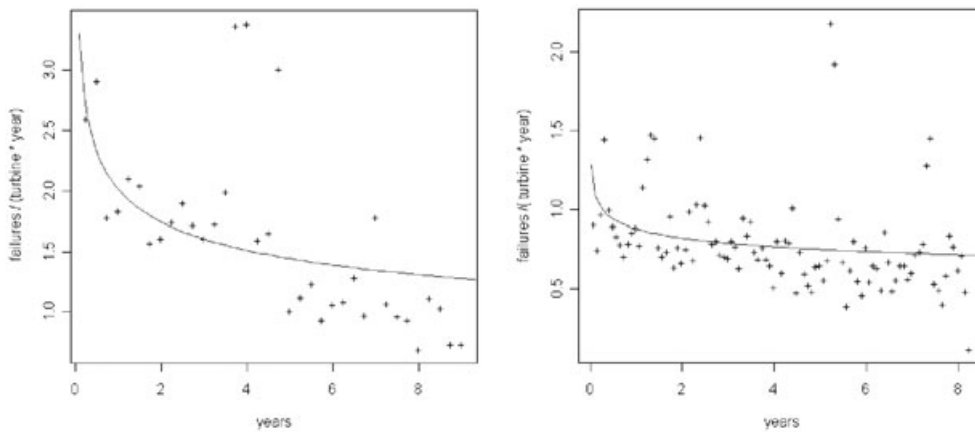 failures / (turbine * year)
3.0
2.5
2.0
1.5
1.0
0 2 4 6 8
years
failures /( turbine * year)
2.0
1.5
1.0
0.5
0 2 4 6 8
years